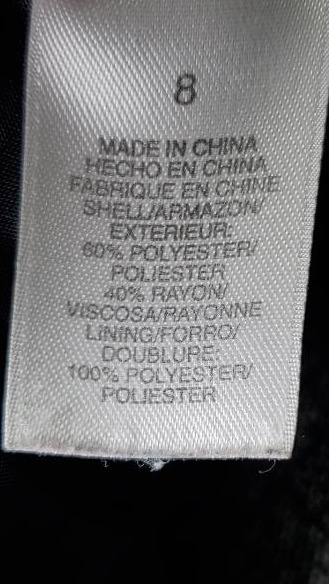 8
MADE IN CHINA
HECHO EN CHINA
FABRIQUE EN CHINE
SHELL/ARMAZON/
EXTERIEUR:
60% POLYESTER/
POLIESTER
40% RAYON/
VISCOSA/RAYONNE
LINING/FORRO/
DOUBLURE:
100% POLYESTER/
POLIESTER